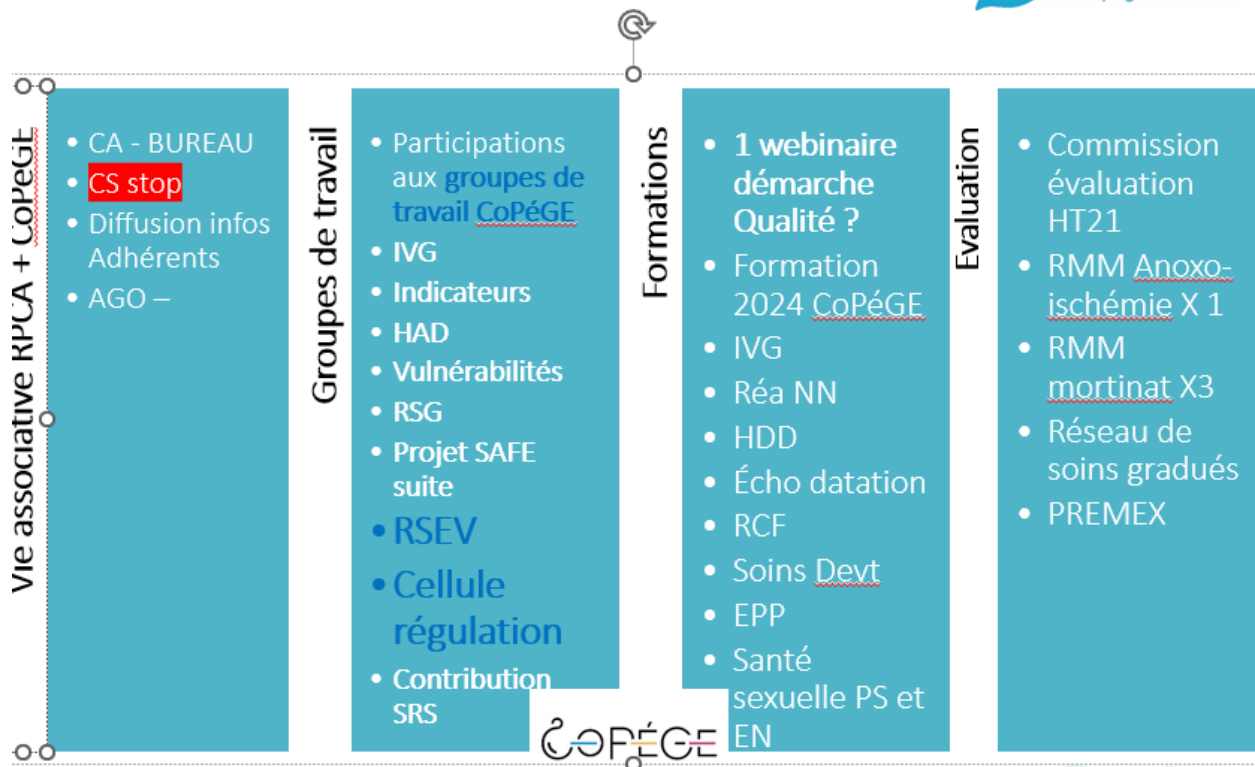 Vie associative RPCA + CoPéGE
• CA - BUREAU
• CS stop
• Diffusion infos
Adhérents
• AGO –
Groupes de travail
• Participations
aux groupes de
travail CoPéGE
• IVG
• Indicateurs
• HAD
• Vulnérabilités
• RSG
• Projet SAFE
suite
• RSEV
• Cellule
régulation
• Contribution
SRS
Formations
• 1 webinaire
démarche
Qualité ?
• Formation
2024 CoPéGE
• IVG
• Réa NN
• HDD
• Écho datation
• RCF
• Soins Devt
• EPP
• Santé
sexuelle PS et
EN
Evaluation
• Commission
évaluation
HT21
• RMM Anoxo-
ischémie X 1
• RMM
mortinat X3
• Réseau de
soins gradués
• PREMEX
COPÉGE